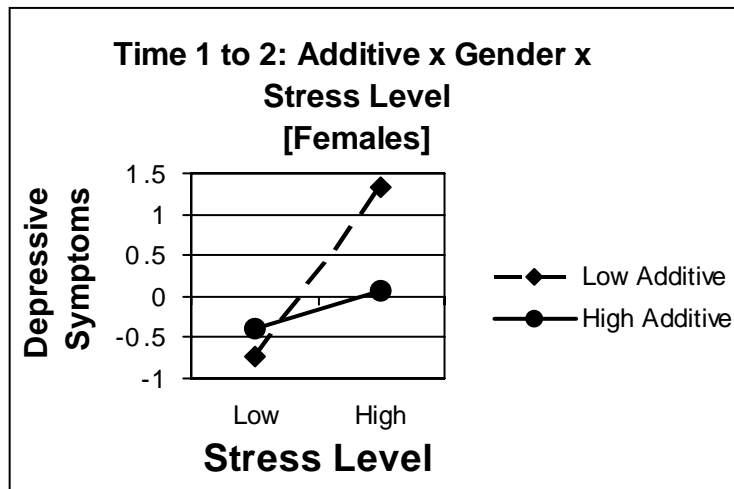 Time 1 to 2: Additive x Gender x
Stress Level
[Females]
Depressive
Symptoms
1.5
1
0.5
0
-0.5
-1
Low
High
Stress Level
Low Additive
High Additive